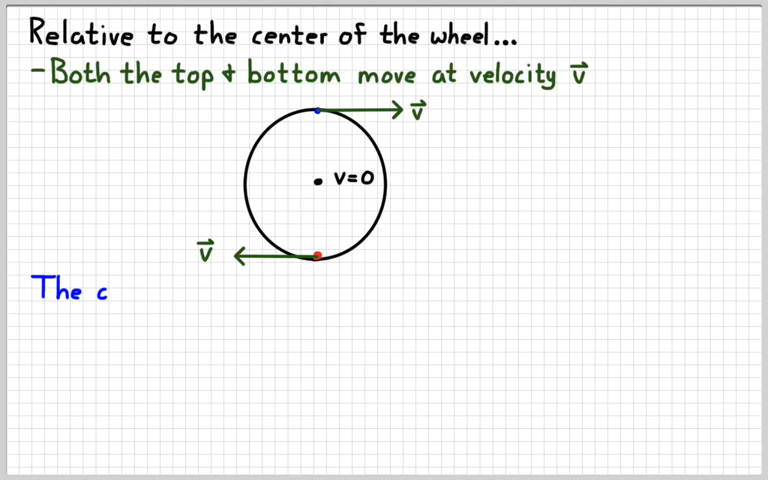 Relative to the center of the wheel...
-Both the top & bottom move at velocity v⃗
v⃗
v=0
v⃗
The c